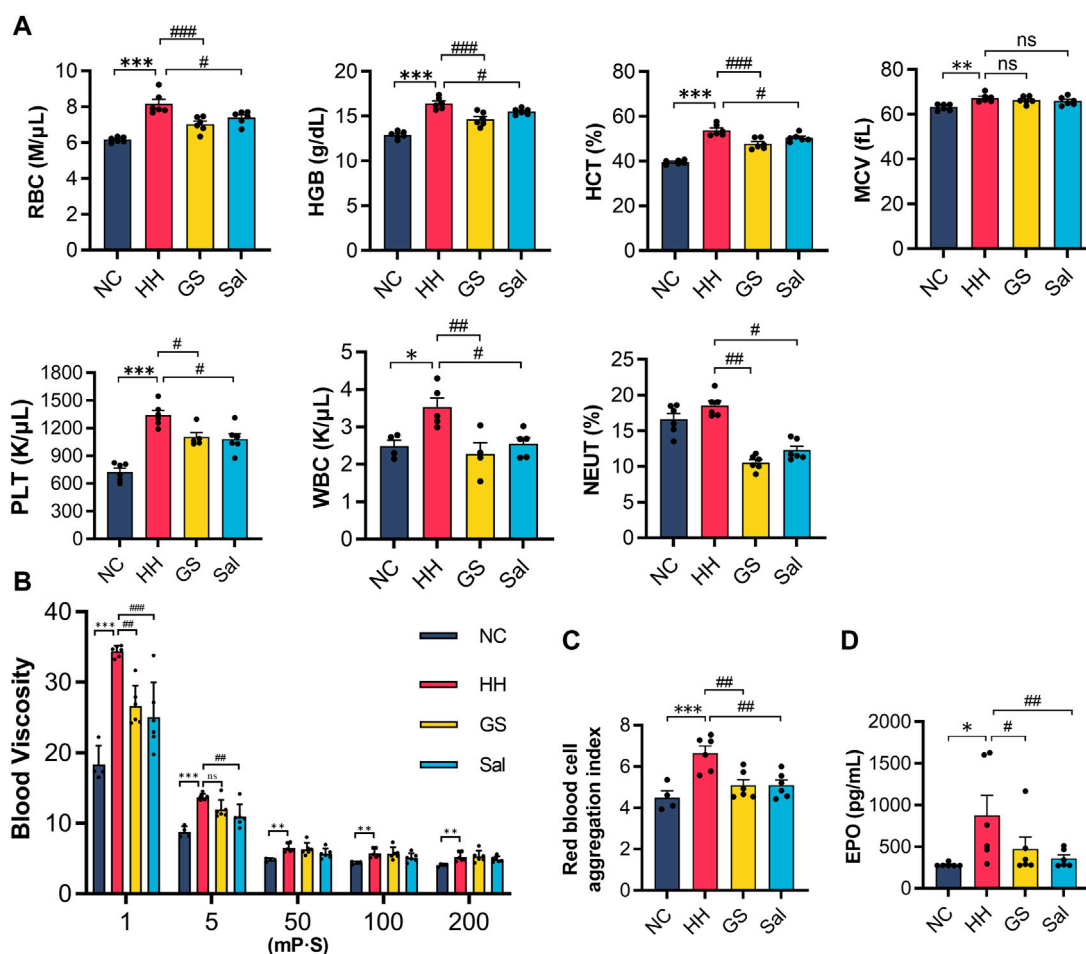 A
RBC (M/μL)
8
10
6
4
2
0
***
###
#
NC
HH
GS
Sal
HGB (g/dL)
20
15
10
5
0
***
###
#
NC
HH
GS
Sal
HCT (%)
80
60
40
20
0
***
###
#
NC
HH
GS
Sal
MCV (fL)
80
60
40
20
0
**
ns
ns
NC
HH
GS
Sal
PLT (K/μL)
1800
1500
1200
900
600
300
0
***
#
#
NC
HH
GS
Sal
WBC (K/μL)
5
4
3
2
1
0
*
##
#
NC
HH
GS
Sal
NEUT (%)
25
20
15
10
5
0
#
##
NC
HH
GS
Sal
B
Blood Viscosity
40
30
20
10
0
***
###
##
***
##
ns
**
**
**
1 5 50 100 200
(mP·S)
NC
HH
GS
Sal
C
Red blood cell
aggregation index
8
6
4
2
0
***
##
##
NC
HH
GS
Sal
D
EPO (pg/mL)
2000
1500
1000
500
0
*
##
#
NC
HH
GS
Sal